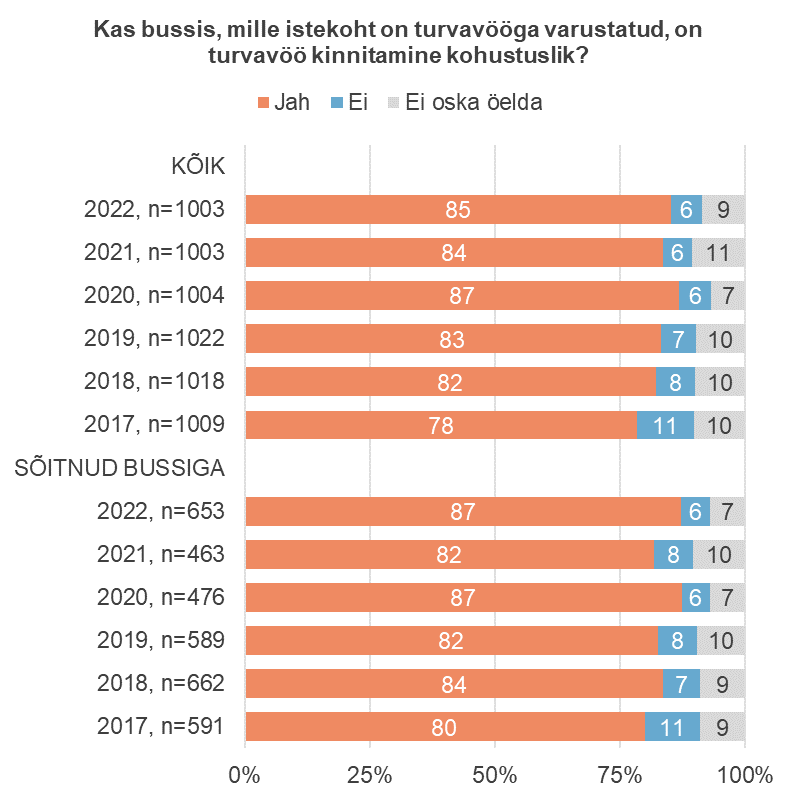 Kas bussis, mille istekoht on turvavööga varustatud, on
turvavöö kinnitamine kohustuslik?
Jah Ei Ei oska öelda
KÕIK
2022, n=1003 85 6 9
2021, n=1003 84 6 11
2020, n=1004 87 6 7
2019, n=1022 83 7 10
2018, n=1018 82 8 10
2017, n=1009 78 11 10
SÕITNUD BUSSIGA
2022, n=653 87 6 7
2021, n=463 82 8 10
2020, n=476 87 6 7
2019, n=589 82 8 10
2018, n=662 84 7 9
2017, n=591 80 11 9
0% 25% 50% 75% 100%